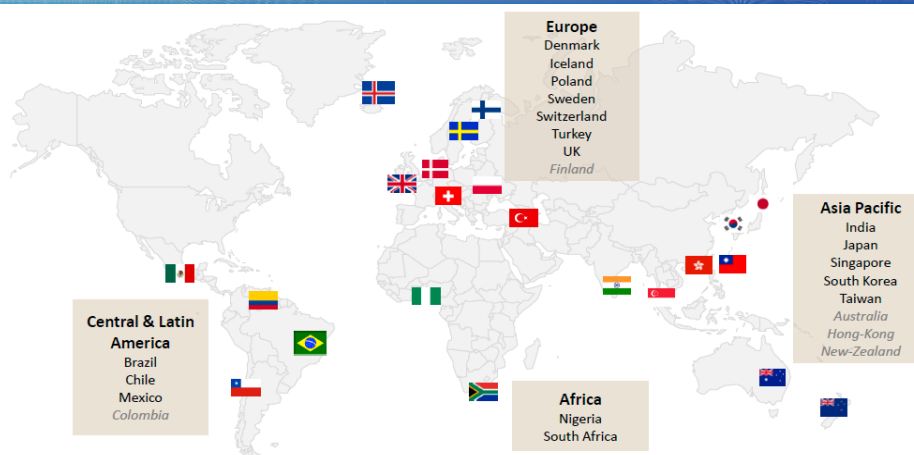 Europe
Denmark
Iceland
Poland
Sweden
Switzerland
Turkey
UK
Finland
Asia Pacific
India
Japan
Singapore
South Korea
Taiwan
Australia
Hong-Kong
New-Zealand
Central & Latin
America
Brazil
Chile
Mexico
Colombia
Africa
Nigeria
South Africa